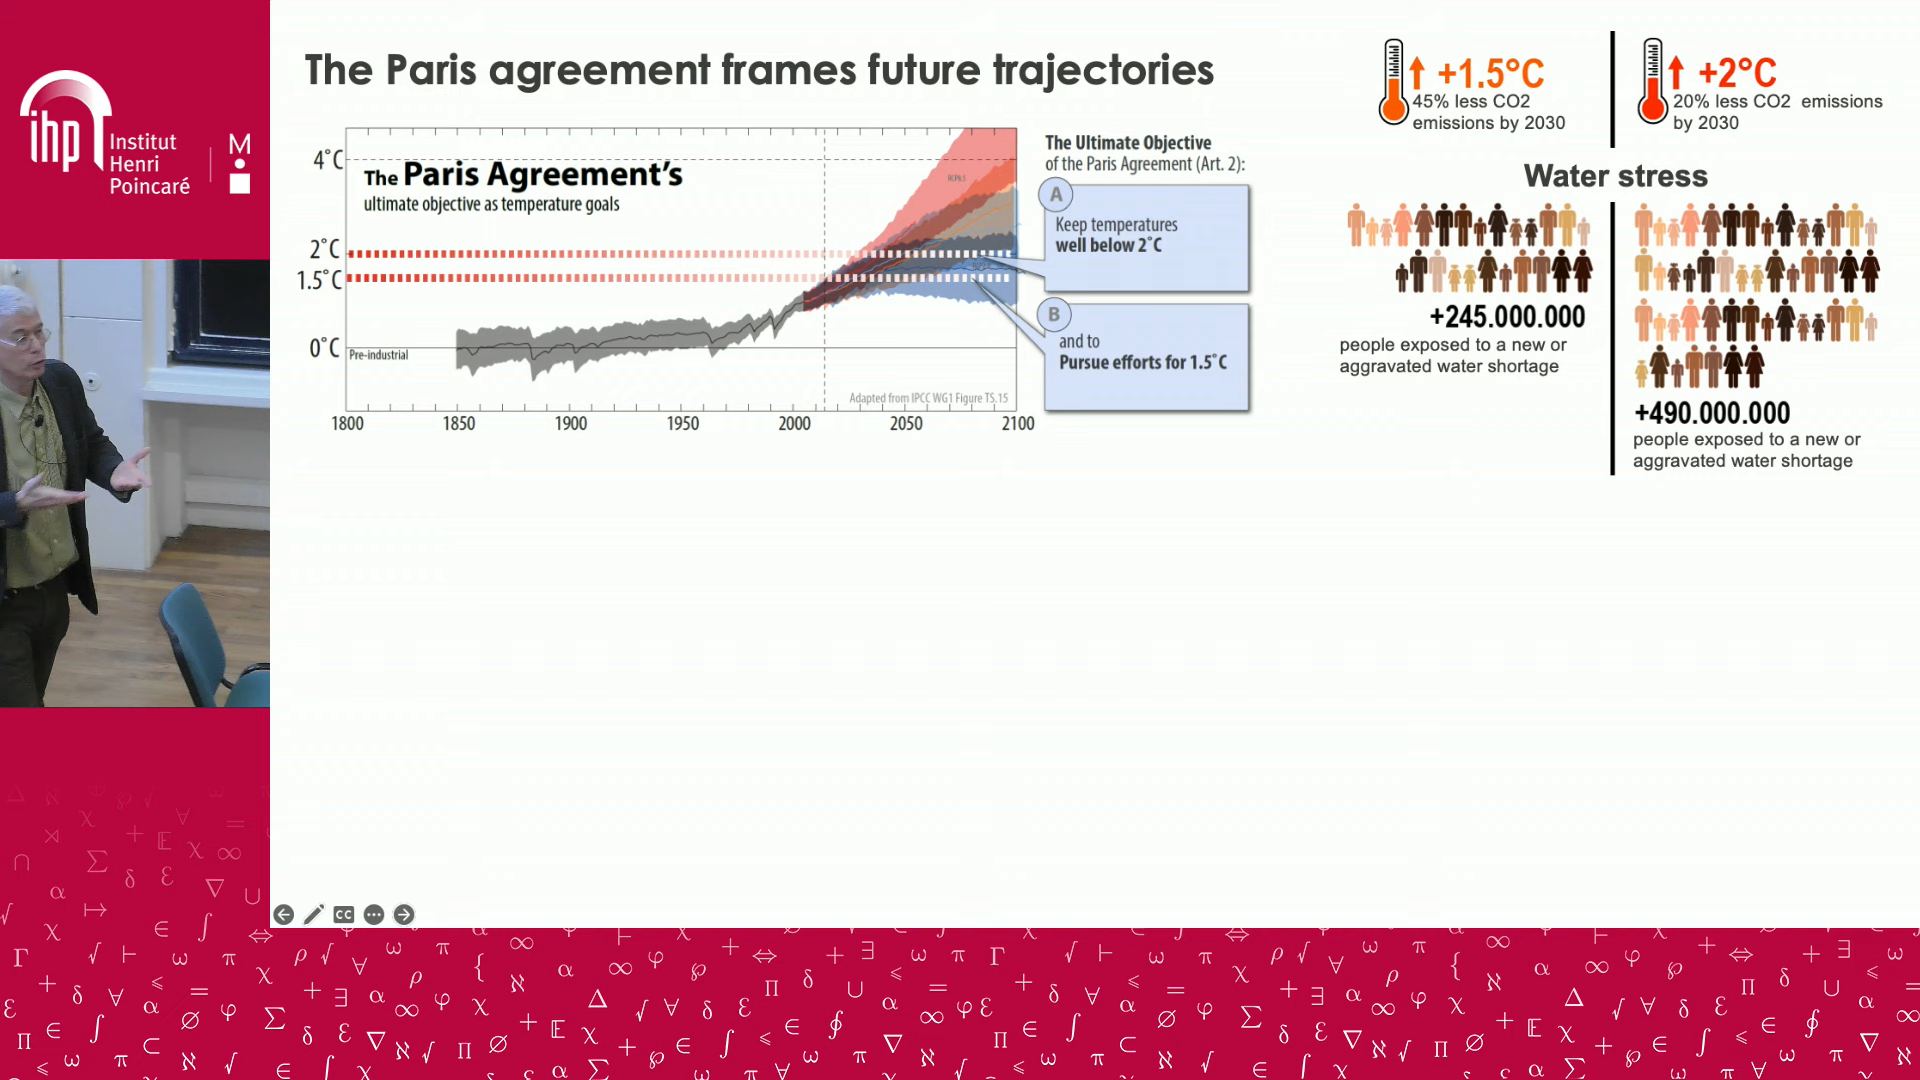 ihp
Institut
Henri
Poincaré
M
The Paris agreement frames future trajectories
The Paris Agreement's
ultimate objective as temperature goals
4°C
2°C
1.5°C
0°C
Pre-industrial
RCP8.5
Adapted from IPCC WG1 Figure TS.15
1800 1850 1900 1950 2000 2050 2100
The Ultimate Objective
of the Paris Agreement (Art. 2):
A
Keep temperatures
well below 2°C
B
and to
Pursue efforts for 1.5°C
+1.5°C
45% less CO2
emissions by 2030
+2°C
20% less CO2 emissions
by 2030
Water stress
+245.000.000
people exposed to a new or
aggravated water shortage
+490.000.000
people exposed to a new or
aggravated water shortage
CC